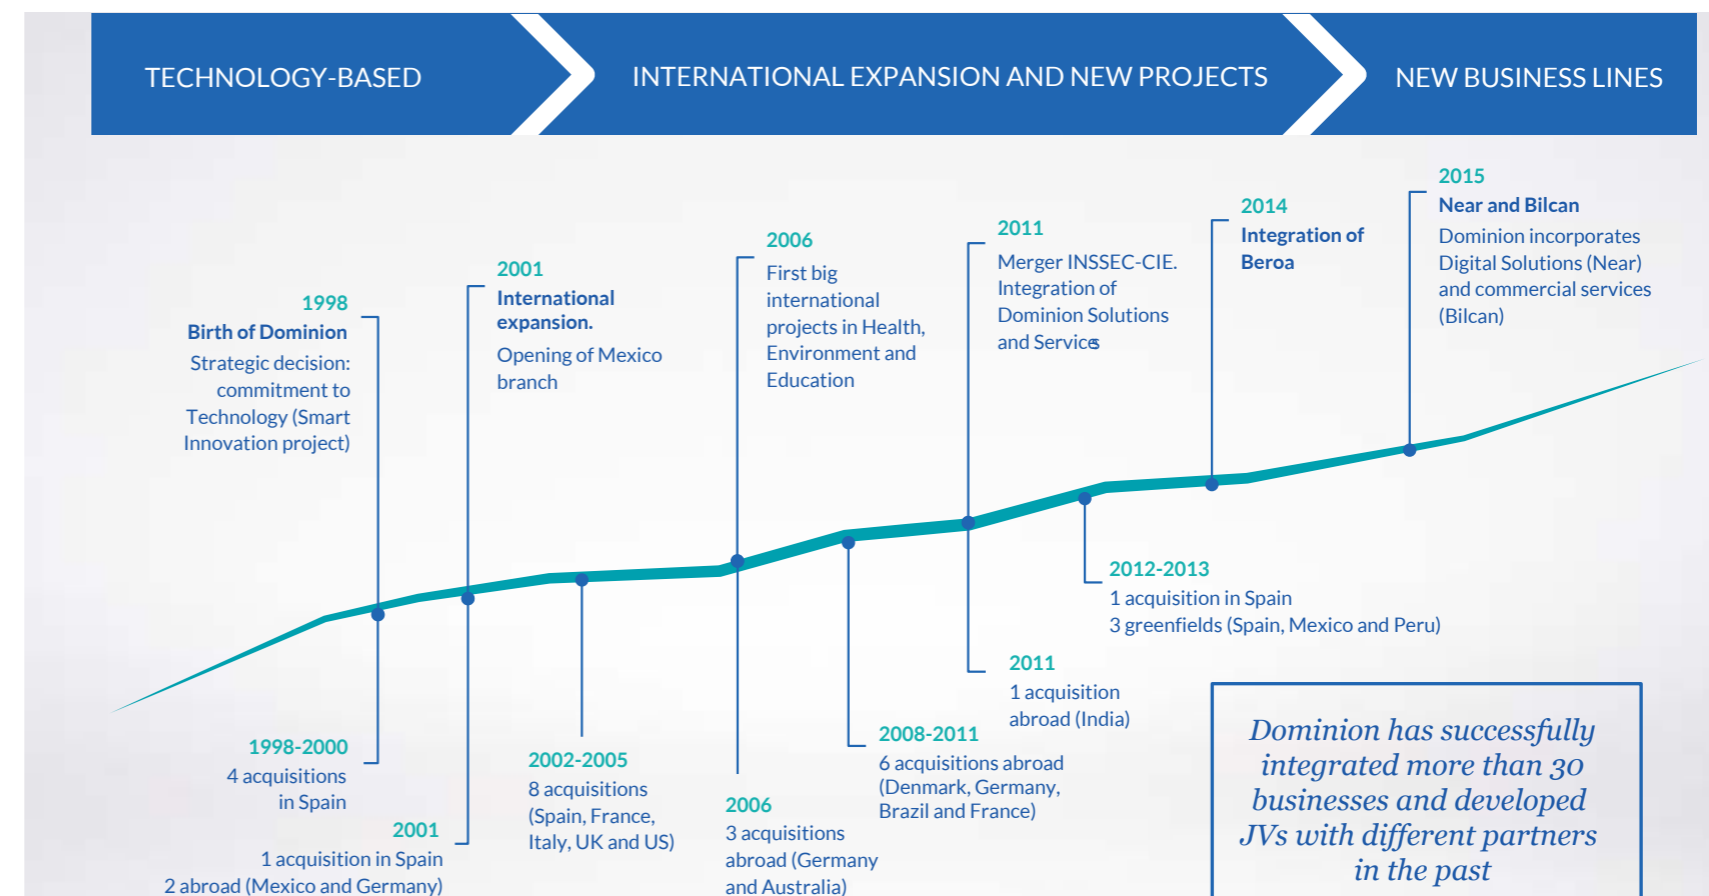 TECHNOLOGY-BASED
INTERNATIONAL EXPANSION AND NEW PROJECTS
NEW BUSINESS LINES
1998
Birth of Dominion
Strategic decision:
commitment to
Technology (Smart
Innovation project)
2001
International
expansion.
Opening of Mexico
branch
2006
First big
international
projects in Health,
Environment and
Education
2011
Merger INSSEC-CIE.
Integration of
Dominion Solutions
and Services
2014
Integration of
Beroa
2015
Near and Bilcan
Dominion incorporates
Digital Solutions (Near)
and commercial services
(Bilcan)
1998-2000
4 acquisitions
in Spain
2001
1 acquisition in Spain
2 abroad (Mexico and Germany)
2002-2005
8 acquisitions
(Spain, France,
Italy, UK and US)
2006
3 acquisitions
abroad (Germany
and Australia)
2008-2011
6 acquisitions abroad
(Denmark, Germany,
Brazil and France)
2011
1 acquisition
abroad (India)
2012-2013
1 acquisition in Spain
3 greenfields (Spain, Mexico and Peru)
Dominion has successfully
integrated more than 30
businesses and developed
JVs with different partners
in the past